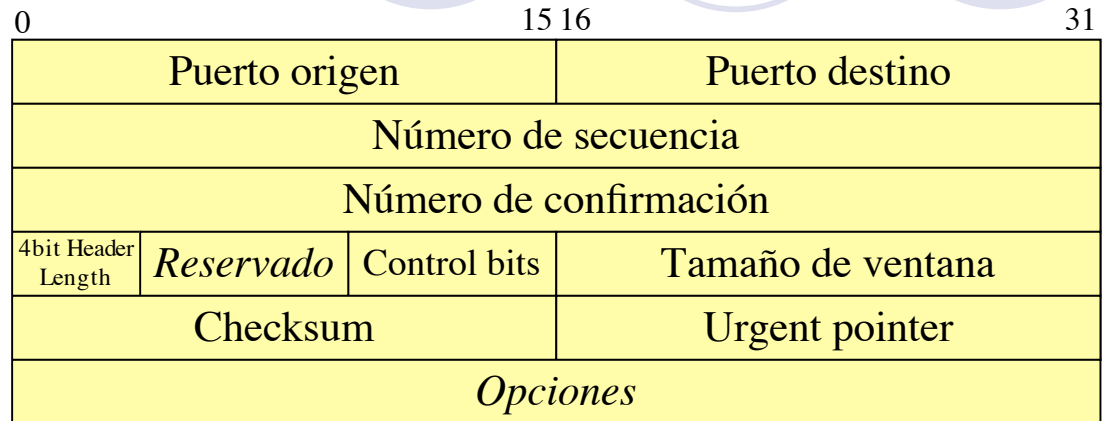 0 15 16 31
Puerto origen Puerto destino
Número de secuencia
Número de confirmación
4bit Header
Length
Reservado Control bits Tamaño de ventana
Checksum Urgent pointer
Opciones